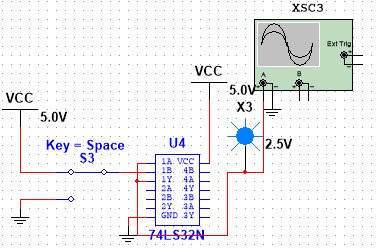 XSC3
Ext Trig
A
B
VCC
5.0V
VCC
5.0V
X3
2.5V
Key = Space
S3
U4
1A VCC
1B 4B
1Y 4A
2A 4Y
2B 3B
2Y 3A
GND 3Y
74LS32N